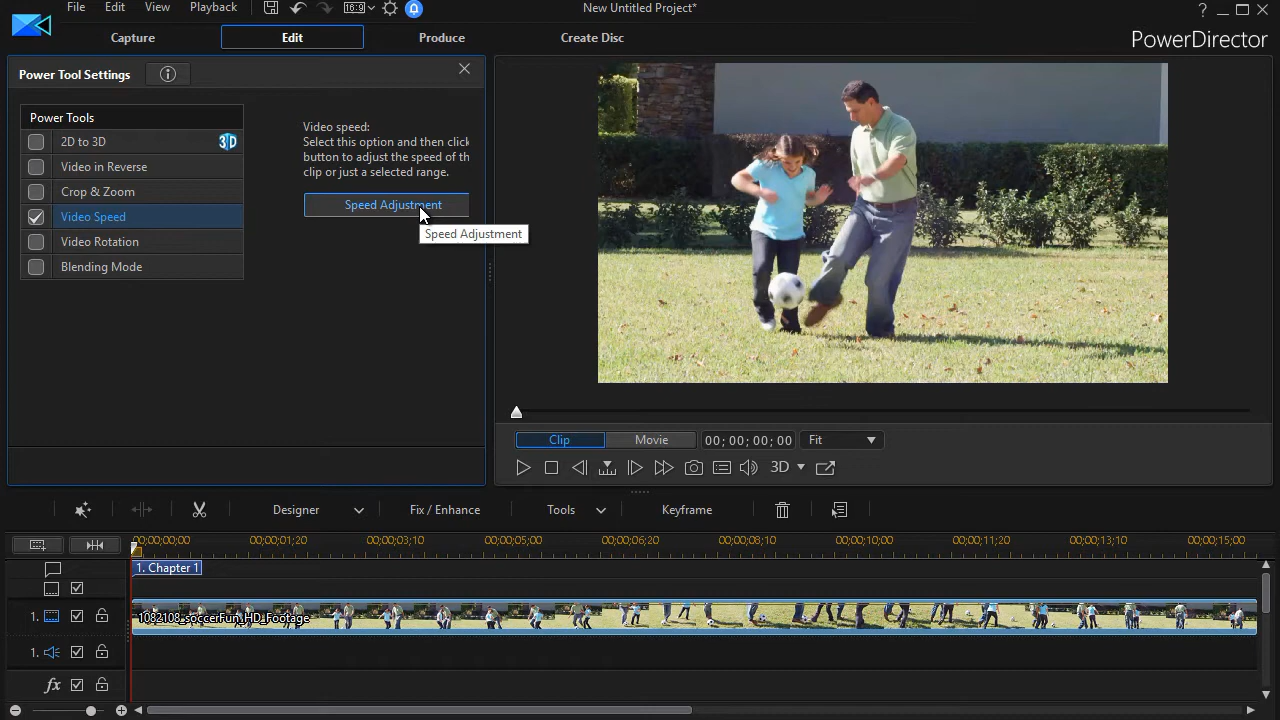 File Edit View Playback 16:9 New Untitled Project* ?
Capture Edit Produce Create Disc PowerDirector
Power Tool Settings
Power Tools
2D to 3D 3D
Video in Reverse
Crop & Zoom
Video Speed
Video Rotation
Blending Mode
Video speed:
Select this option and then click
button to adjust the speed of th
clip or just a selected range.
Speed Adjustment
Speed Adjustment
Clip Movie 00; 00; 00; 00 Fit
3D
Designer Fix / Enhance Tools Keyframe
00;00;00;00 00;00;01;20 00;00;03;10 00;00;05;00 00;00;06;20 00;00;08;10 00;00;10;00 00;00;11;20 00;00;13;10 00;00;15;00
1. Chapter 1
1. 1082108_soccerFun_HD_Footage
1.
fx